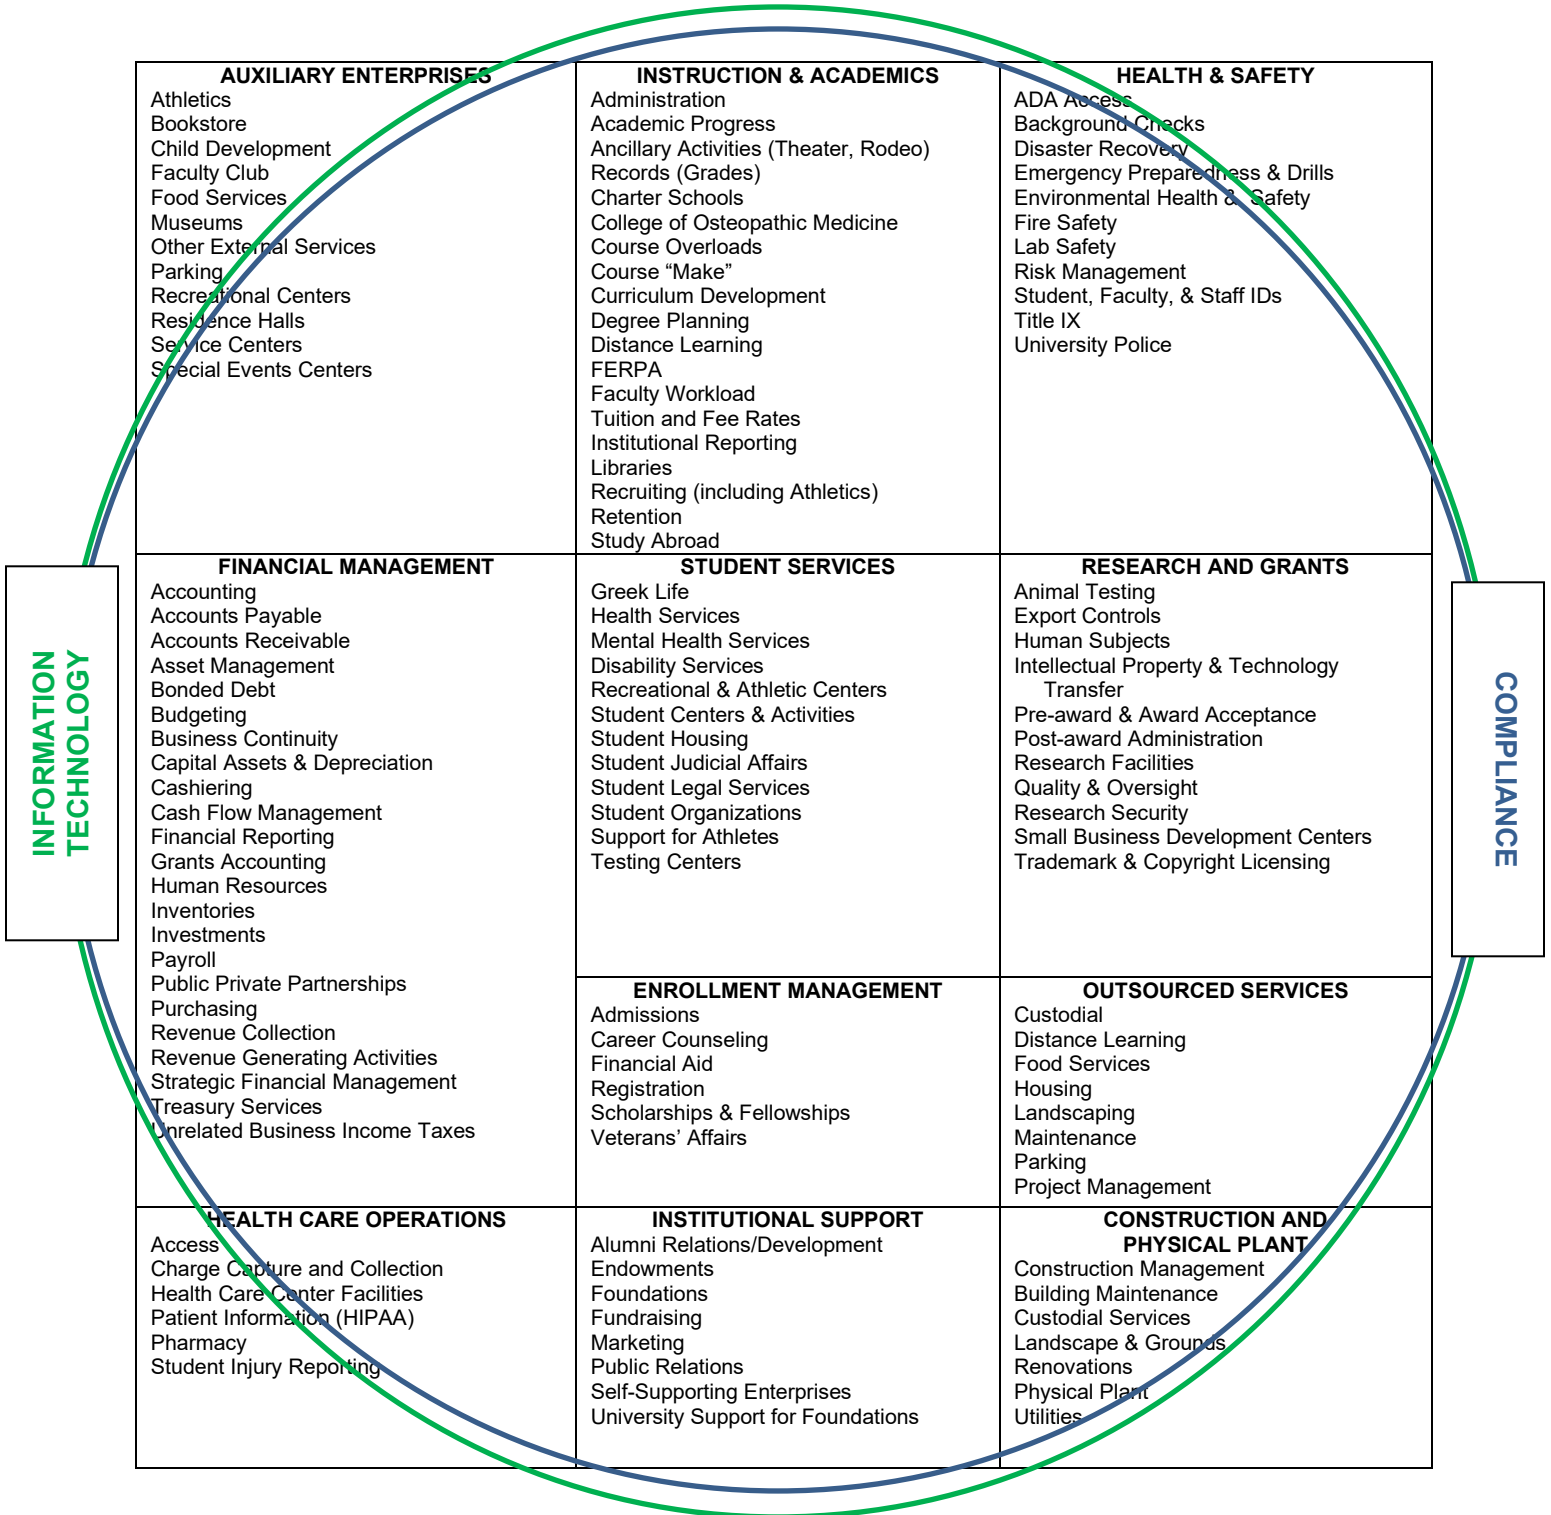 AUXILIARY ENTERPRISES
Athletics
Bookstore
Child Development
Faculty Club
Food Services
Museums
Other External Services
Parking
Recreational Centers
Residence Halls
Service Centers
Special Events Centers
INSTRUCTION & ACADEMICS
Administration
Academic Progress
Ancillary Activities (Theater, Rodeo)
Records (Grades)
Charter Schools
College of Osteopathic Medicine
Course Overloads
Course “Make”
Curriculum Development
Degree Planning
Distance Learning
FERPA
Faculty Workload
Tuition and Fee Rates
Institutional Reporting
Libraries
Recruiting (including Athletics)
Retention
Study Abroad
HEALTH & SAFETY
ADA Access
Background Checks
Disaster Recovery
Emergency Preparedness & Drills
Environmental Health & Safety
Fire Safety
Lab Safety
Risk Management
Student, Faculty, & Staff IDs
Title IX
University Police
INFORMATION
TECHNOLOGY
FINANCIAL MANAGEMENT
Accounting
Accounts Payable
Accounts Receivable
Asset Management
Bonded Debt
Budgeting
Business Continuity
Capital Assets & Depreciation
Cashiering
Cash Flow Management
Financial Reporting
Grants Accounting
Human Resources
Inventories
Investments
Payroll
Public Private Partnerships
Purchasing
Revenue Collection
Revenue Generating Activities
Strategic Financial Management
Treasury Services
Unrelated Business Income Taxes
STUDENT SERVICES
Greek Life
Health Services
Mental Health Services
Disability Services
Recreational & Athletic Centers
Student Centers & Activities
Student Housing
Student Judicial Affairs
Student Legal Services
Student Organizations
Support for Athletes
Testing Centers
RESEARCH AND GRANTS
Animal Testing
Export Controls
Human Subjects
Intellectual Property & Technology
Transfer
Pre-award & Award Acceptance
Post-award Administration
Research Facilities
Quality & Oversight
Research Security
Small Business Development Centers
Trademark & Copyright Licensing
COMPLIANCE
ENROLLMENT MANAGEMENT
Admissions
Career Counseling
Financial Aid
Registration
Scholarships & Fellowships
Veterans’ Affairs
OUTSOURCED SERVICES
Custodial
Distance Learning
Food Services
Housing
Landscaping
Maintenance
Parking
Project Management
HEALTH CARE OPERATIONS
Access
Charge Capture and Collection
Health Care Center Facilities
Patient Information (HIPAA)
Pharmacy
Student Injury Reporting
INSTITUTIONAL SUPPORT
Alumni Relations/Development
Endowments
Foundations
Fundraising
Marketing
Public Relations
Self-Supporting Enterprises
University Support for Foundations
CONSTRUCTION AND
PHYSICAL PLANT
Construction Management
Building Maintenance
Custodial Services
Landscape & Grounds
Renovations
Physical Plant
Utilities